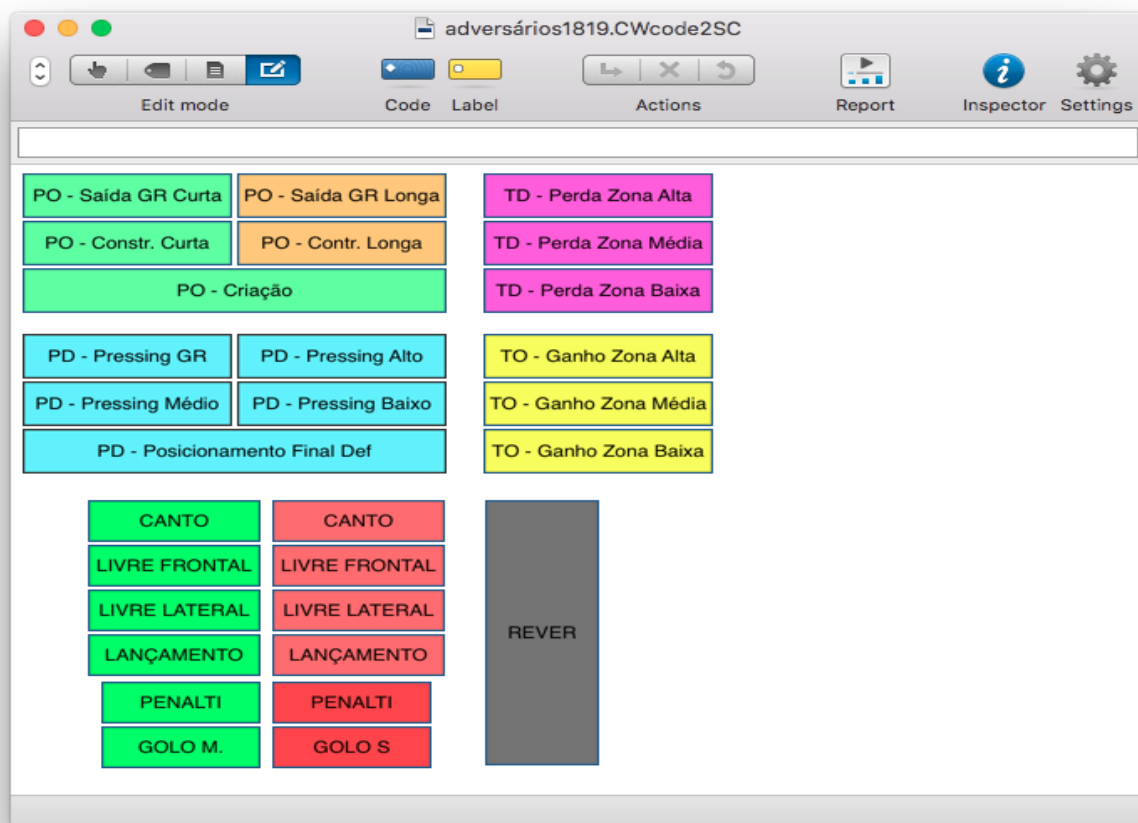 adversários1819.CWcode2SC
Edit mode Code Label Actions Report Inspector Settings
PO - Saída GR Curta PO - Saída GR Longa TD - Perda Zona Alta
PO - Constr. Curta PO - Contr. Longa TD - Perda Zona Média
PO - Criação TD - Perda Zona Baixa
PD - Pressing GR PD - Pressing Alto TO - Ganho Zona Alta
PD - Pressing Médio PD - Pressing Baixo TO - Ganho Zona Média
PD - Posicionamento Final Def TO - Ganho Zona Baixa
CANTO CANTO
LIVRE FRONTAL LIVRE FRONTAL
LIVRE LATERAL LIVRE LATERAL
REVER
LANÇAMENTO LANÇAMENTO
PENALTI PENALTI
GOLO M. GOLO S